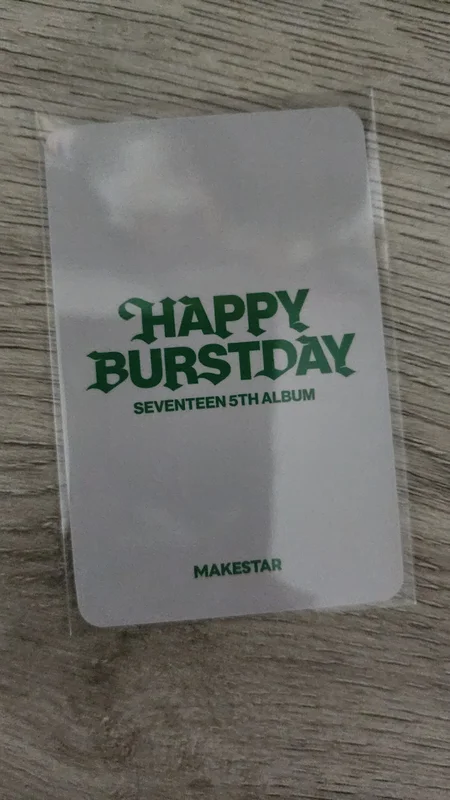 HAPPY
BURSTDAY
SEVENTEEN 5TH ALBUM
MAKESTAR